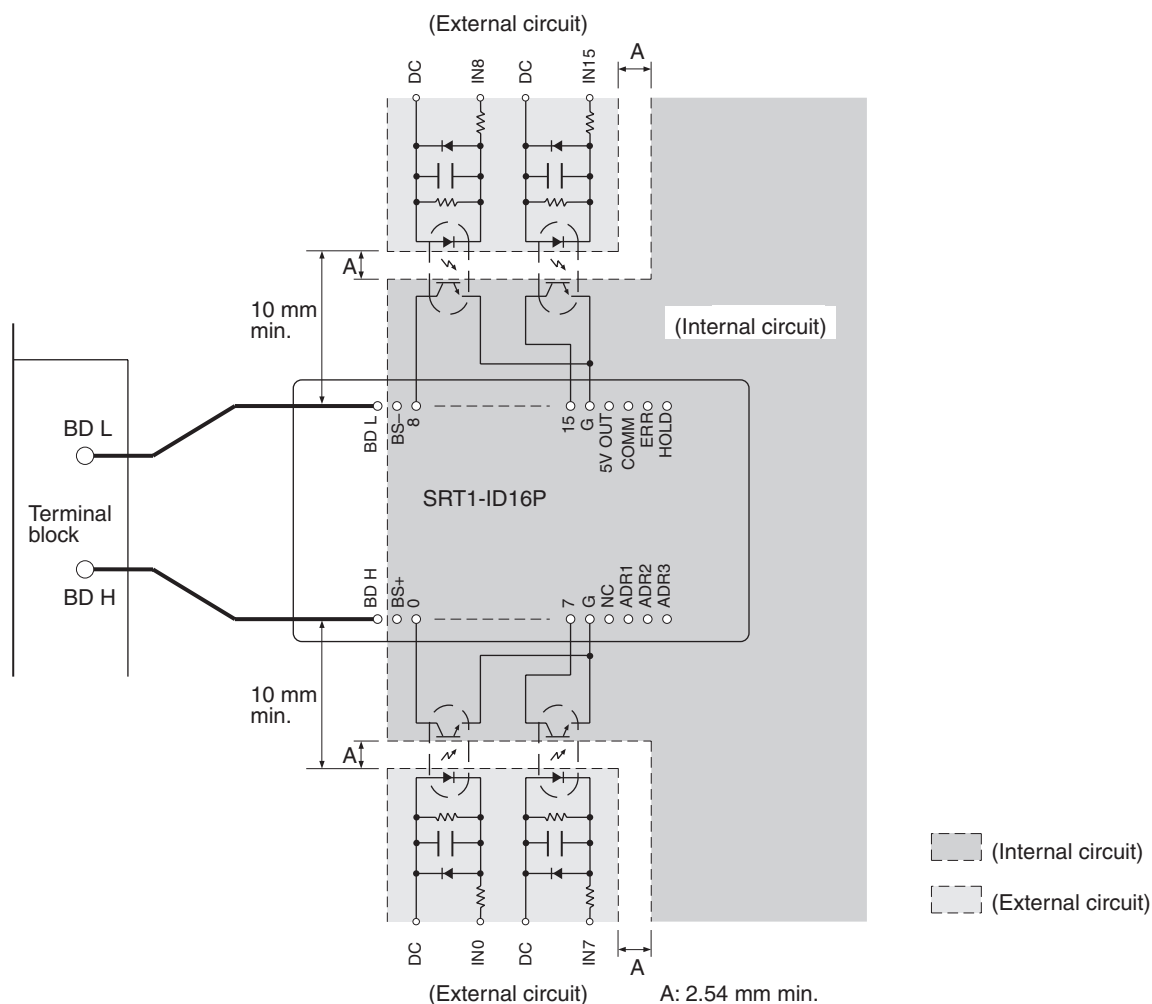 (External circuit)
A
DC
IN8
DC
IN15
A
10 mm
min.
(Internal circuit)
BD L
BD L
BS–
8
15
G
5V OUT
COMM
ERR
HOLD
SRT1-ID16P
Terminal
block
BD H
BD H
BS+
0
7
G
NC
ADR1
ADR2
ADR3
10 mm
min.
A
(Internal circuit)
(External circuit)
DC
IN0
DC
IN7
A
(External circuit)
A: 2.54 mm min.